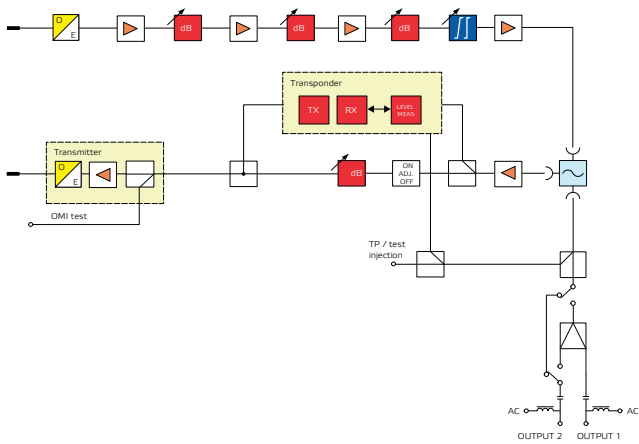 O
E
dB
dB
dB
Transponder
TX
RX
LEVEL
MEAS
Transmitter
O
E
dB
ON
ADJ.
OFF
OMI test
TP / test
injection
AC
AC
OUTPUT 2
OUTPUT 1